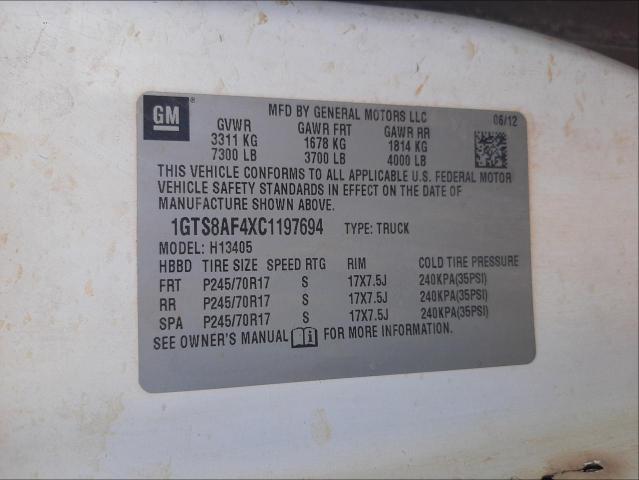 GM ® MFD BY GENERAL MOTORS LLC 06/12
GVWR GAWR FRT GAWR RR
3311 KG 1678 KG 1814 KG
7300 LB 3700 LB 4000 LB
THIS VEHICLE CONFORMS TO ALL APPLICABLE U.S. FEDERAL MOTOR
VEHICLE SAFETY STANDARDS IN EFFECT ON THE DATE OF
MANUFACTURE SHOWN ABOVE.
1GTS8AF4XC1197694 TYPE: TRUCK
MODEL: H13405
HBBD TIRE SIZE SPEED RTG RIM COLD TIRE PRESSURE
FRT P245/70R17 S 17X7.5J 240KPA(35PSI)
RR P245/70R17 S 17X7.5J 240KPA(35PSI)
SPA P245/70R17 S 17X7.5J 240KPA(35PSI)
SEE OWNER'S MANUAL FOR MORE INFORMATION.